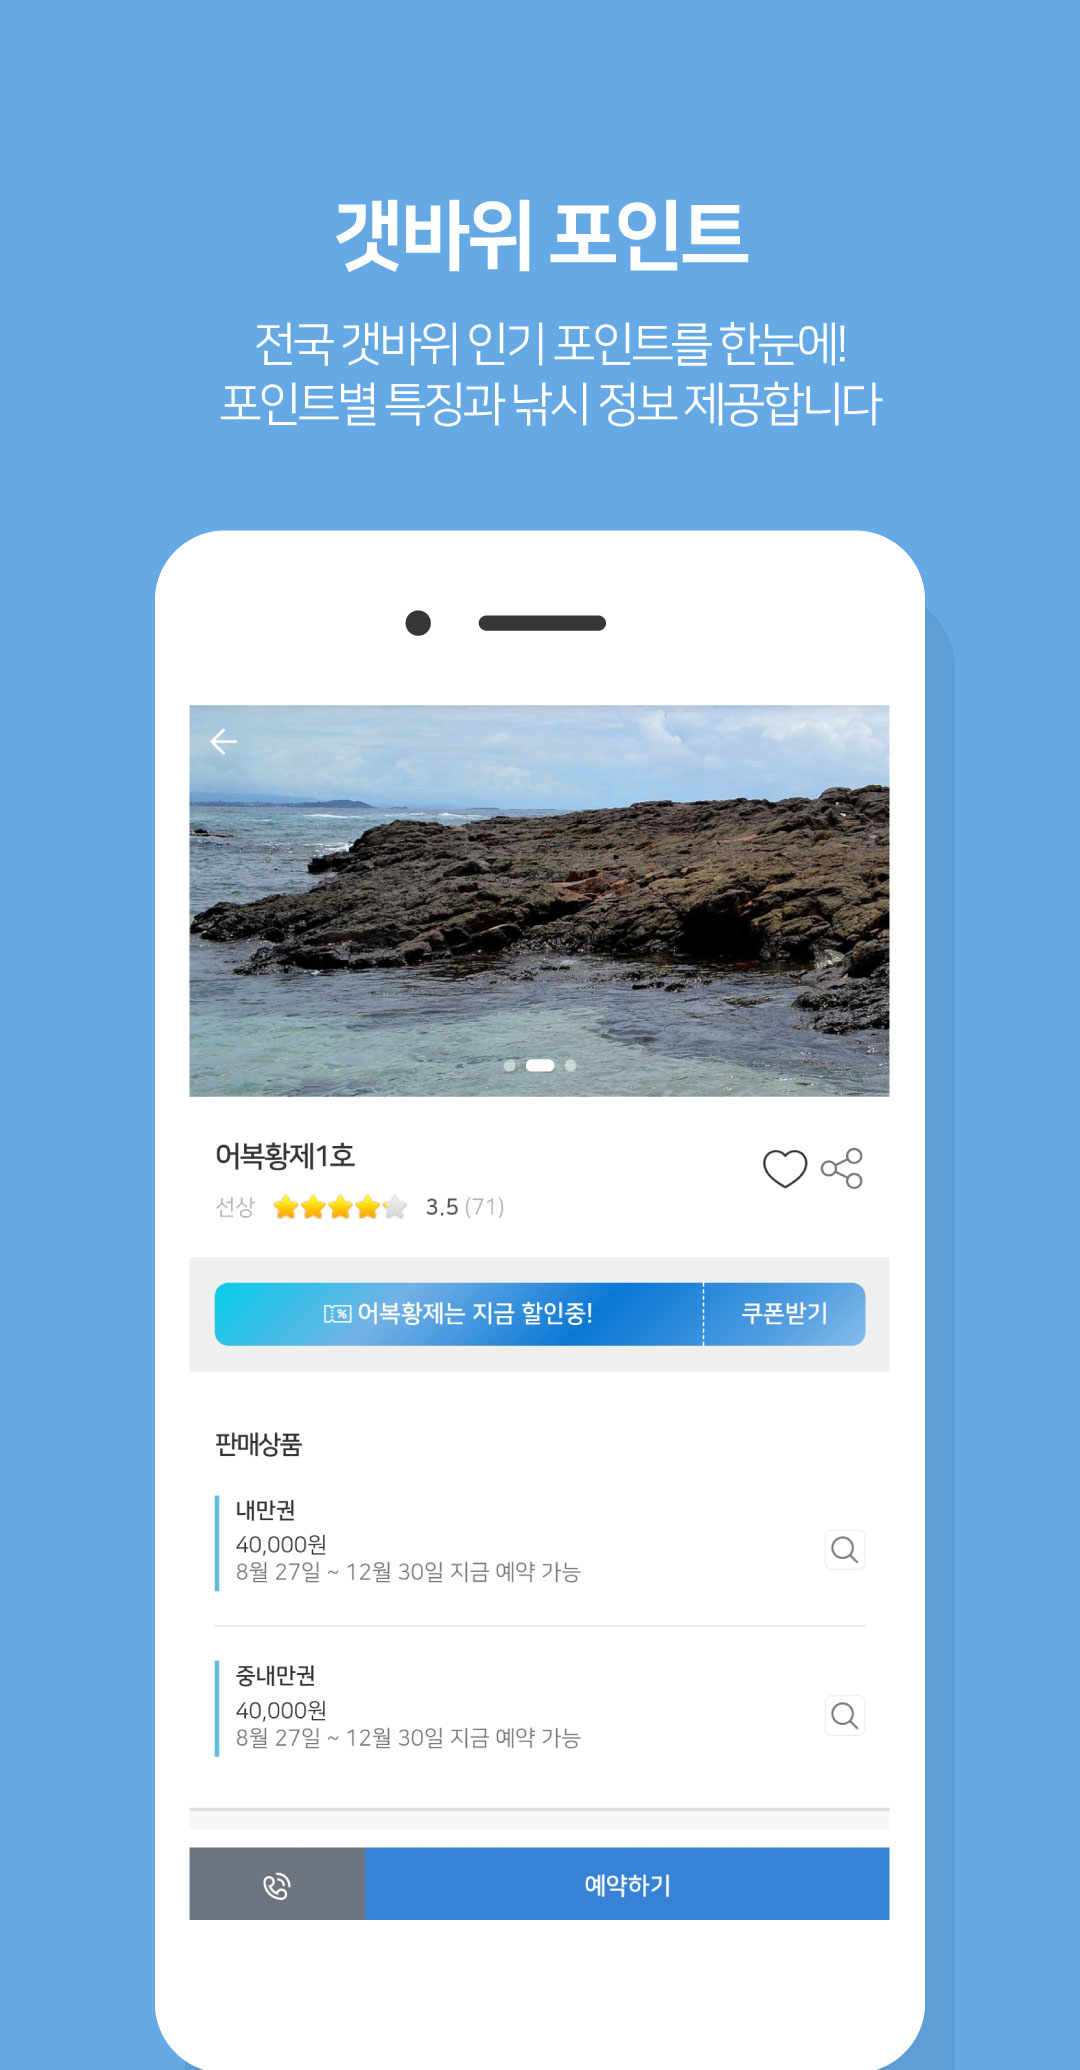 갯바위 포인트
전국 갯바위 인기 포인트를 한눈에!
포인트별 특징과 낚시 정보 제공합니다
어복황제1호
선상 3.5 (71)
어복황제는 지금 할인중! 쿠폰받기
판매상품
내만권
40,000원
8월 27일 ~ 12월 30일 지금 예약 가능
중내만권
40,000원
8월 27일 ~ 12월 30일 지금 예약 가능
예약하기